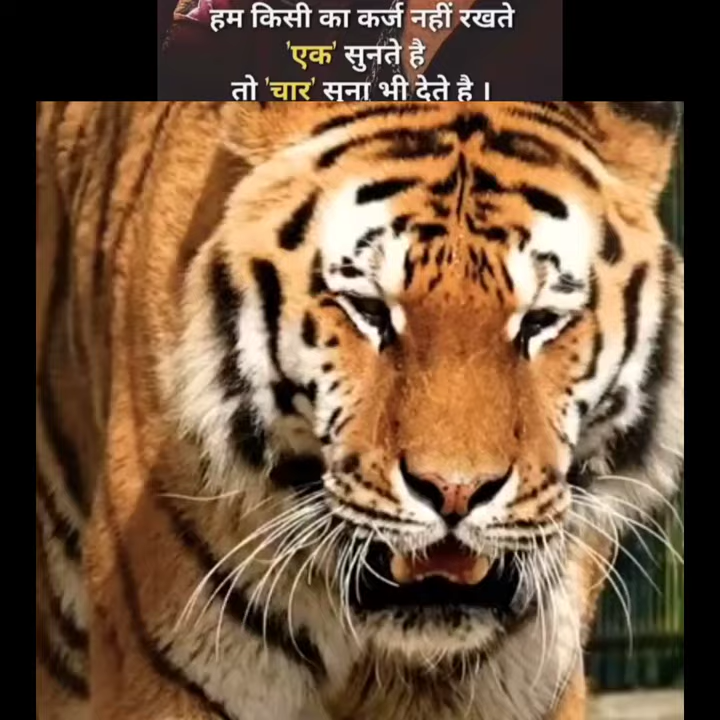 हम किसी का कर्ज नहीं रखते
'एक' सुनते है
तो 'चार' सुना भी देते है ।